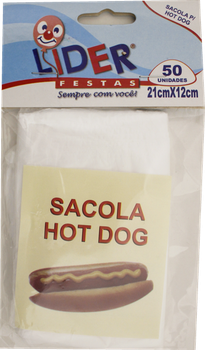 SACOLA P/
HOT DOG
LIDER
FESTAS
Sempre com você!
50
UNIDADES
21cmX12cm
SACOLA
HOT DOG